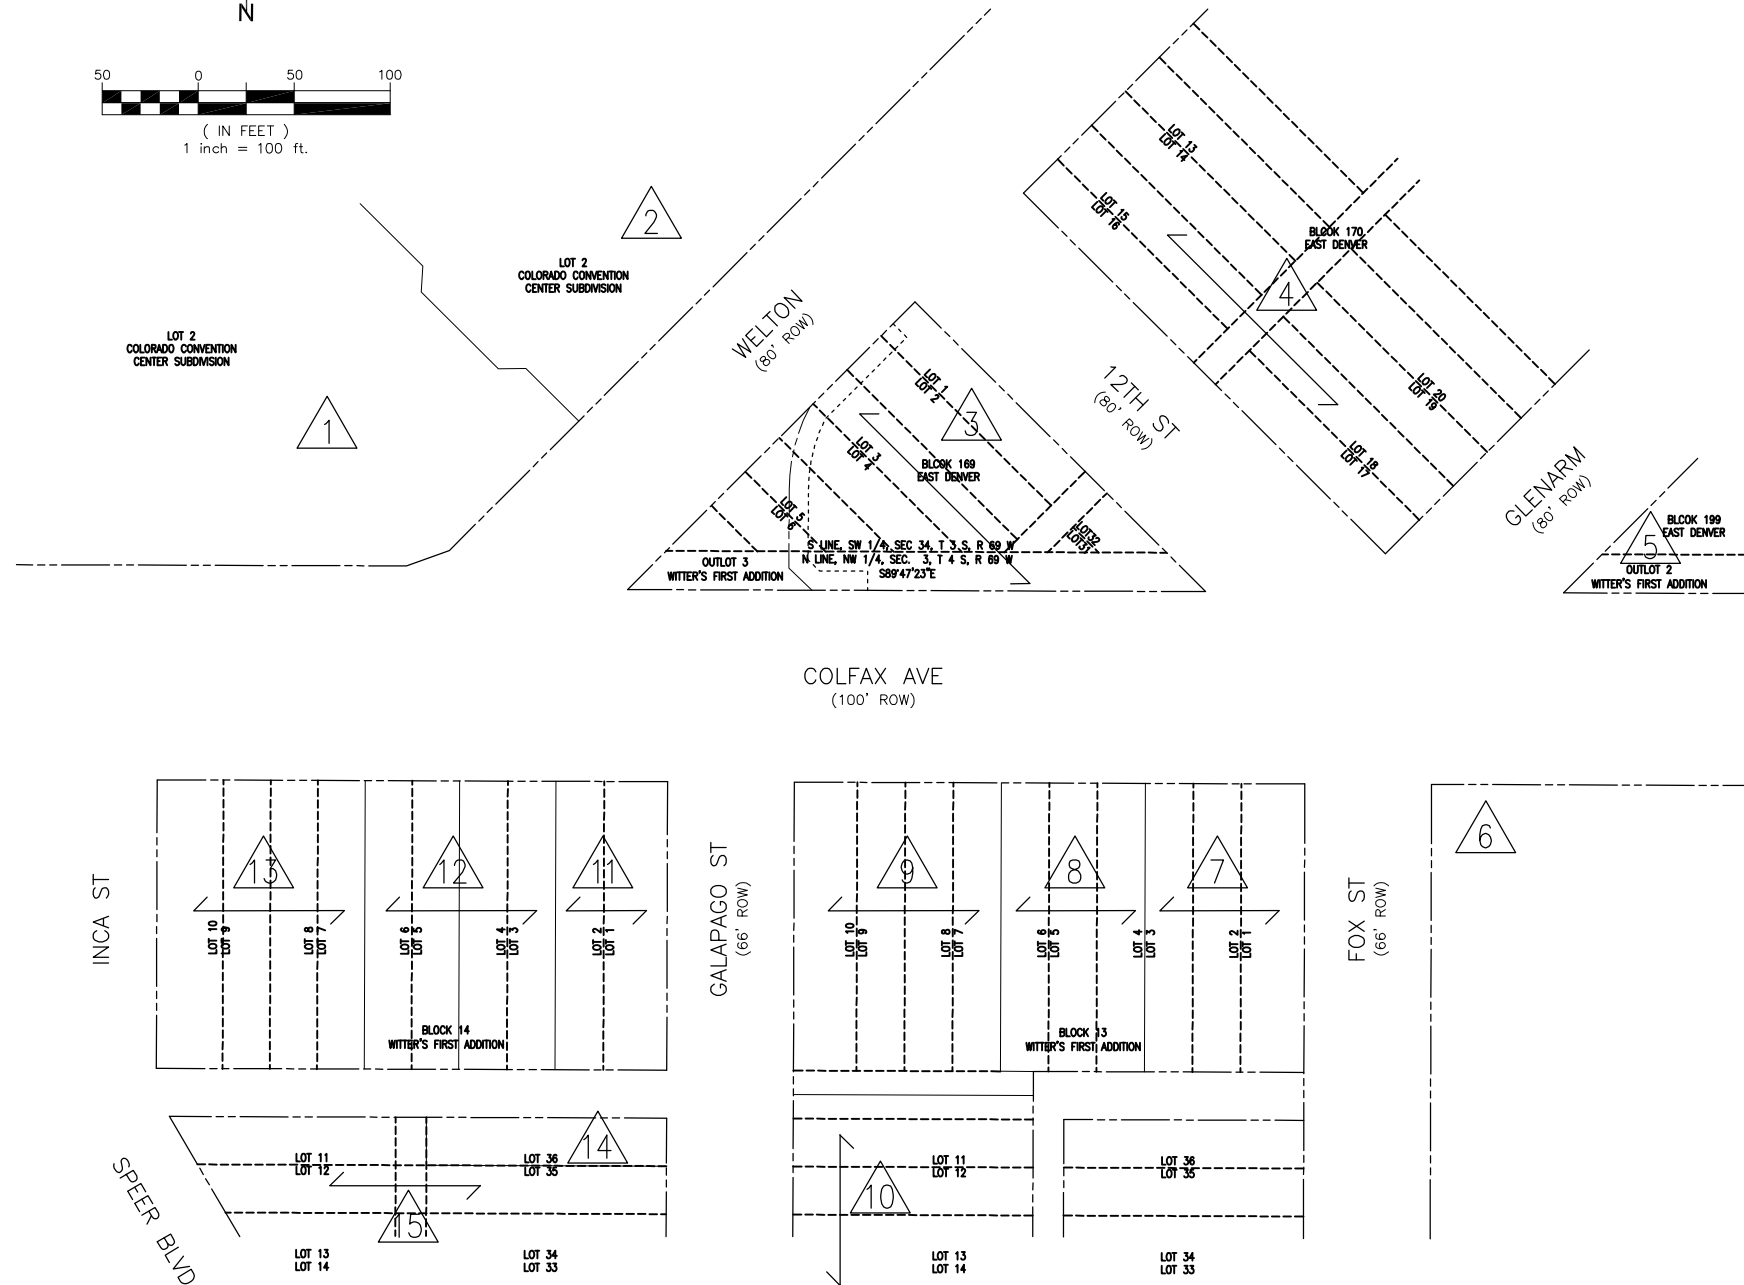 N
50 0 50 100
( IN FEET )
1 inch = 100 ft.
2
LOT 2
COLORADO CONVENTION
CENTER SUBDIVISION
LOT 2
COLORADO CONVENTION
CENTER SUBDIVISION
1
WELTON
(80' ROW)
LOT 13
LOT 14
LOT 15
LOT 16
BLCOK 170
EAST DENVER
4
12TH ST
(80' ROW)
LOT 20
LOT 19
LOT 18
LOT 17
GLENARM
(80' ROW)
LOT 1
LOT 2
3
LOT 3
LOT 4
BLCOK 169
EAST DENVER
LOT 5
LOT 6
LOT32
LOT31
S LINE, SW 1/4, SEC 34, T 3 S, R 69 W
N LINE, NW 1/4, SEC. 3, T 4 S, R 69 W
S89°47'23"E
OUTLOT 3
WITTER'S FIRST ADDITION
BLCOK 199
EAST DENVER
5
OUTLOT 2
WITTER'S FIRST ADDITION
COLFAX AVE
(100' ROW)
INCA ST
13
12
11
LOT 10
LOT 9
LOT 8
LOT 7
LOT 6
LOT 5
LOT 4
LOT 3
LOT 2
LOT 1
BLOCK 14
WITTER'S FIRST ADDITION
GALAPAGO ST
(66' ROW)
9
8
7
LOT 10
LOT 9
LOT 8
LOT 7
LOT 6
LOT 5
LOT 4
LOT 3
LOT 2
LOT 1
BLOCK 13
WITTER'S FIRST ADDITION
FOX ST
(66' ROW)
6
SPEER BLVD
LOT 11
LOT 12
LOT 36
LOT 35
14
15
LOT 13
LOT 14
LOT 34
LOT 33
LOT 11
LOT 12
10
LOT 36
LOT 35
LOT 13
LOT 14
LOT 34
LOT 33